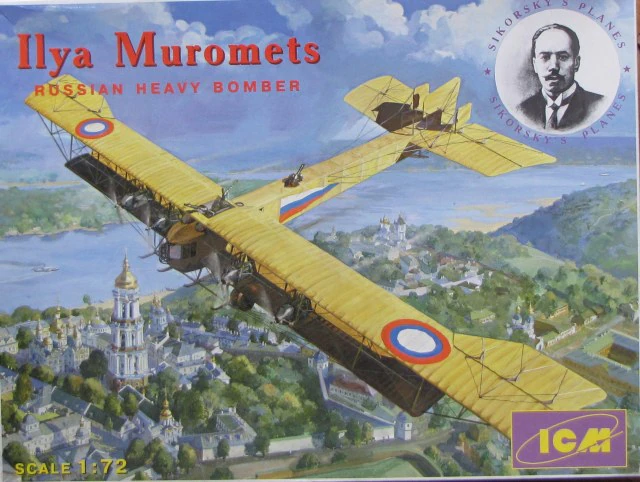 Ilya Muromets
RUSSIAN HEAVY BOMBER
SIKORSKY'S PLANES
SIKORSKY'S PLANES
SCALE 1:72
ICM